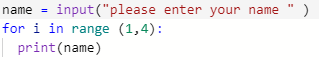 name = input("please enter your name " )
for i in range (1,4):
  print(name)